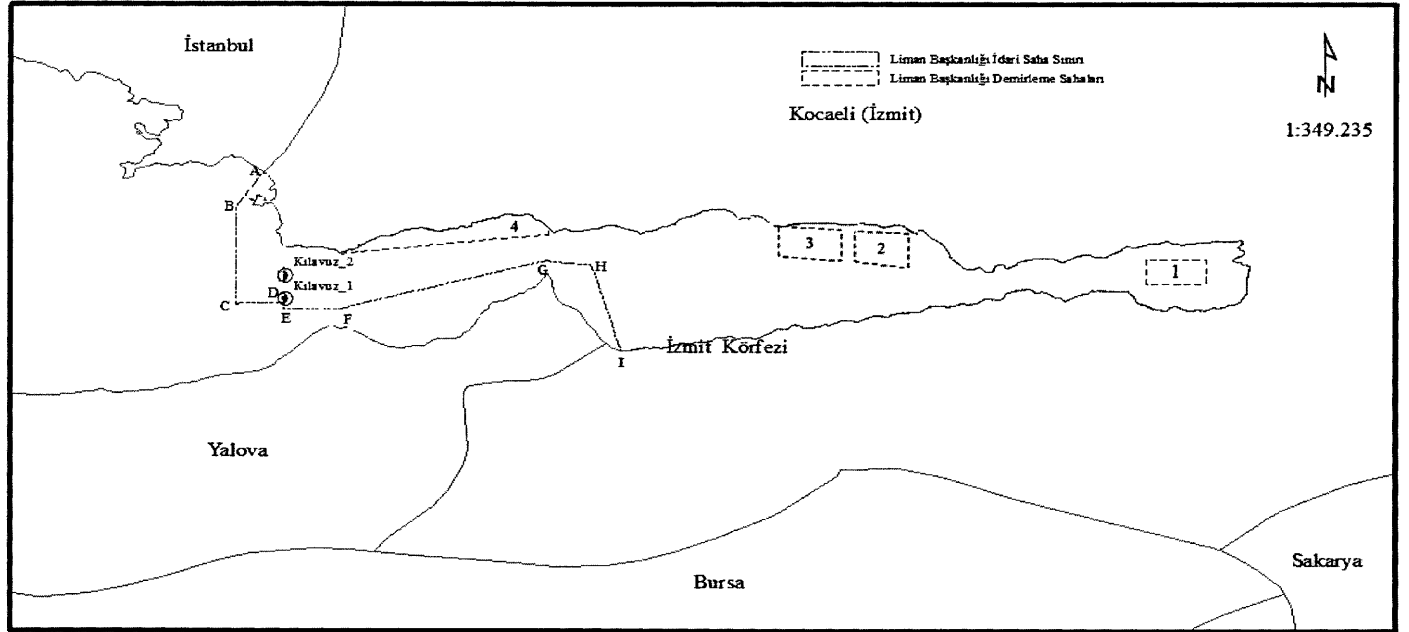 İstanbul
Liman Başkanlığı İdari Saha Sınırı
Liman Başkanlığı Demirleme Sahaları
N
Kocaeli (İzmit)
1:349.235
A
B
4
3
2
1
Kılavuz_2
G
H
Kılavuz_1
D
C
E
F
İzmit Körfezi
I
Yalova
Bursa
Sakarya